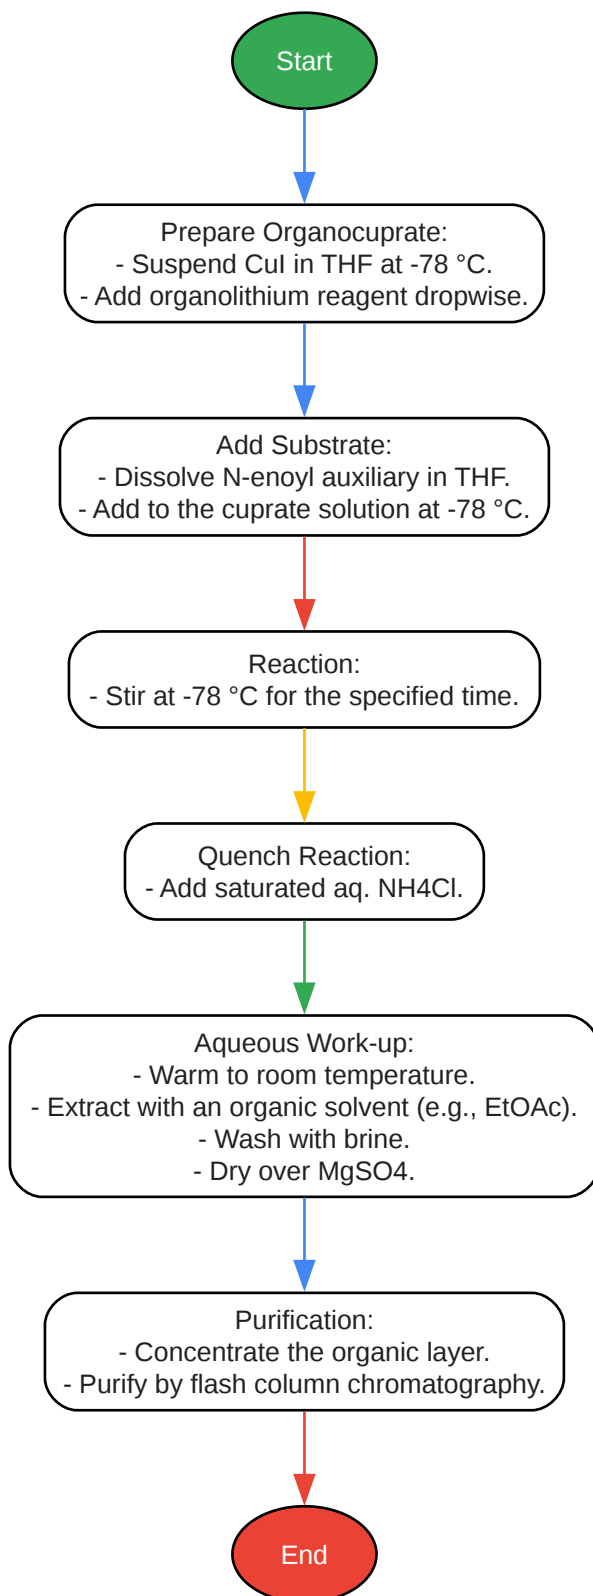 Start
Prepare Organocuprate:
- Suspend CuI in THF at -78 °C.
- Add organolithium reagent dropwise.
Add Substrate:
- Dissolve N-enoyl auxiliary in THF.
- Add to the cuprate solution at -78 °C.
Reaction:
- Stir at -78 °C for the specified time.
Quench Reaction:
- Add saturated aq. NH4Cl.
Aqueous Work-up:
- Warm to room temperature.
- Extract with an organic solvent (e.g., EtOAc).
- Wash with brine.
- Dry over MgSO4.
Purification:
- Concentrate the organic layer.
- Purify by flash column chromatography.
End